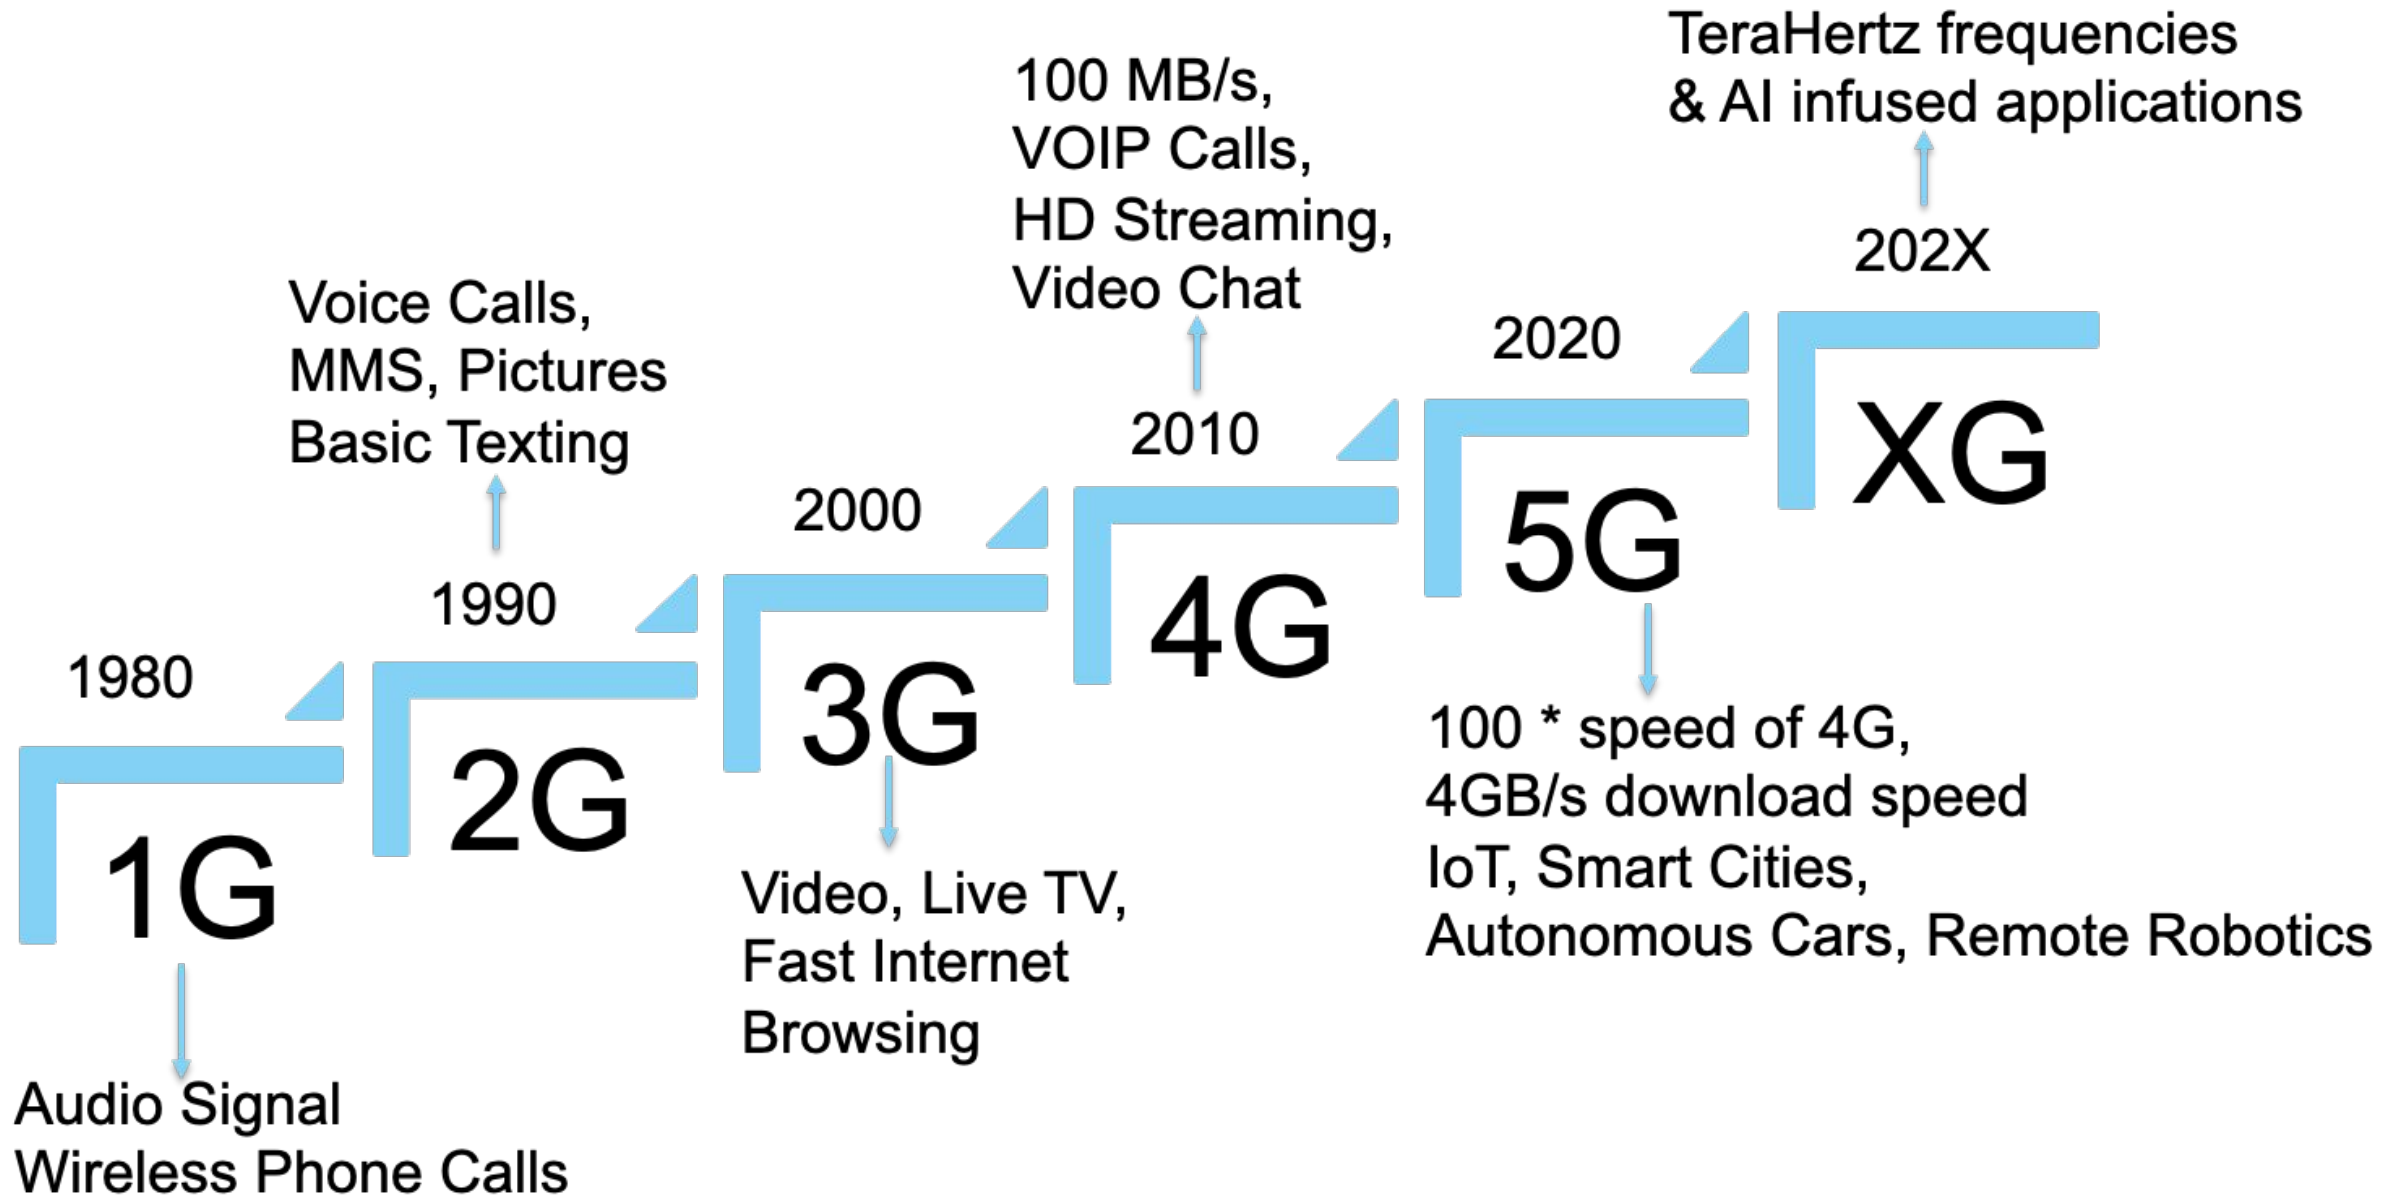 1980
1G
Audio Signal
Wireless Phone Calls
Voice Calls,
MMS, Pictures
Basic Texting
1990
2G
2000
3G
Video, Live TV,
Fast Internet
Browsing
100 MB/s,
VOIP Calls,
HD Streaming,
Video Chat
2010
4G
2020
5G
100 * speed of 4G,
4GB/s download speed
IoT, Smart Cities,
Autonomous Cars, Remote Robotics
TeraHertz frequencies
& AI infused applications
202X
XG